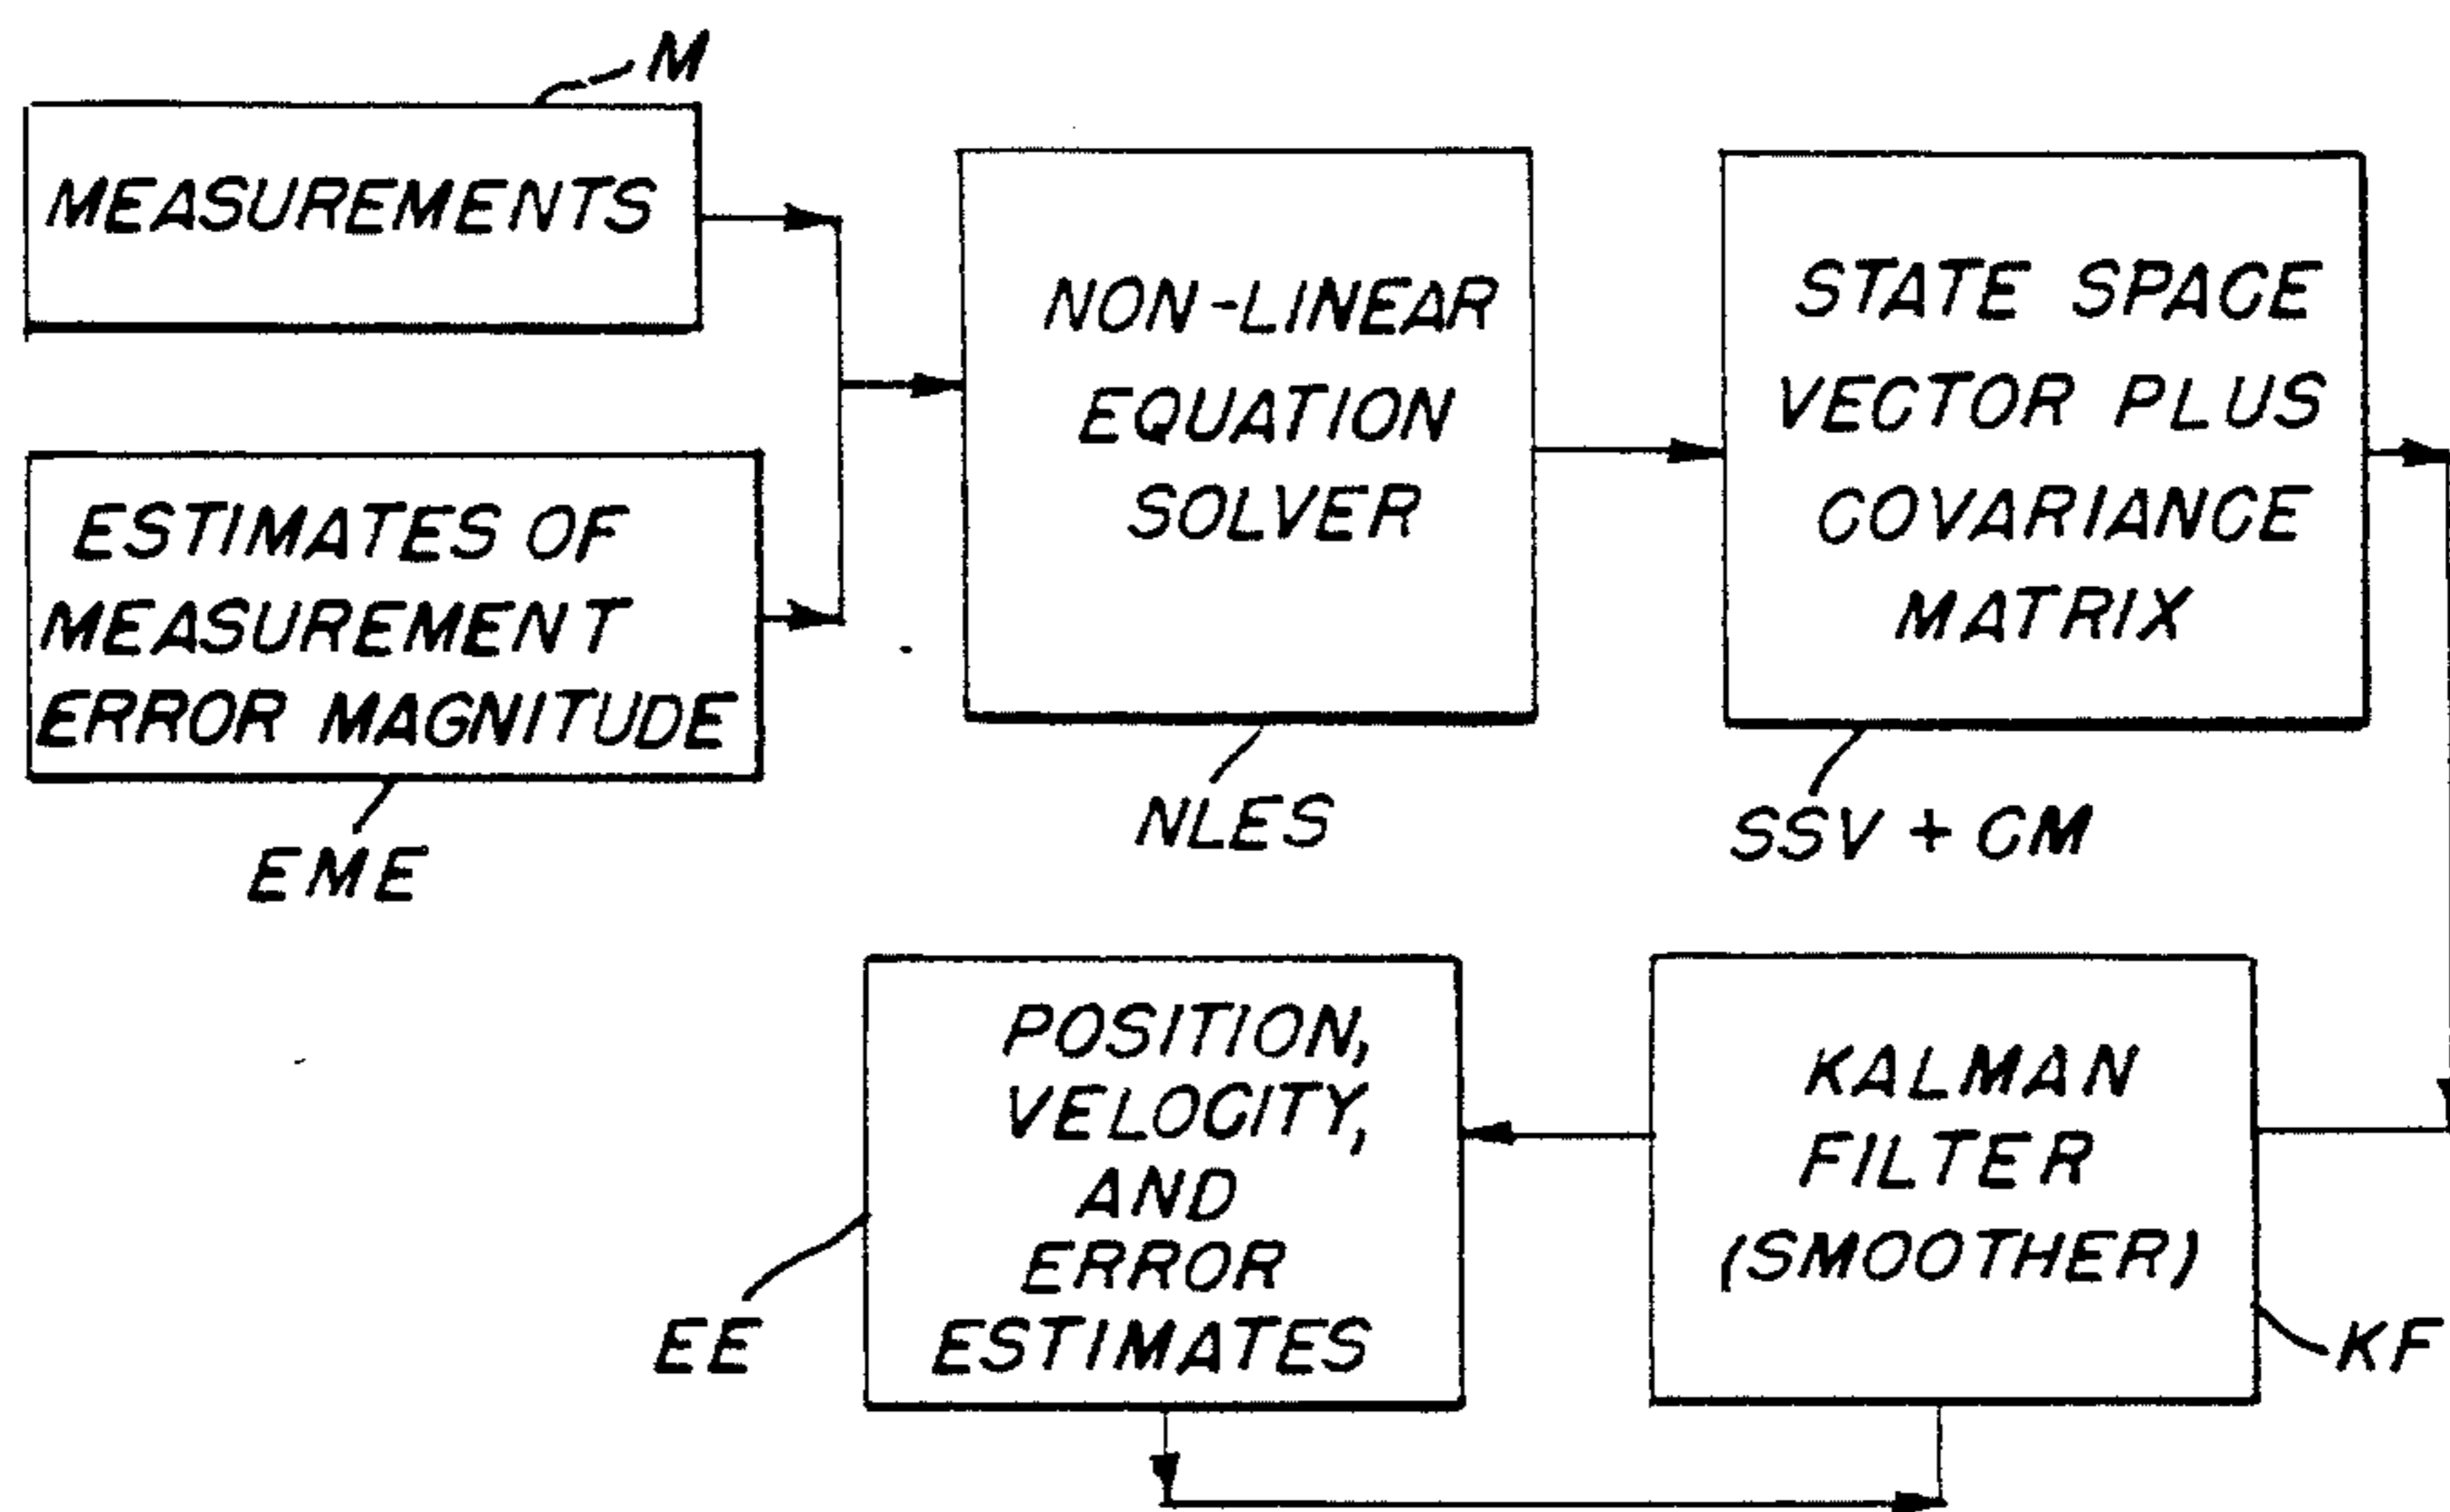 M
MEASUREMENTS
ESTIMATES OF
MEASUREMENT
ERROR MAGNITUDE
EME
NON-LINEAR
EQUATION
SOLVER
NLES
STATE SPACE
VECTOR PLUS
COVARIANCE
MATRIX
SSV + CM
POSITION,
VELOCITY,
AND
ERROR
ESTIMATES
EE
KALMAN
FILTER
(SMOOTHER)
KF